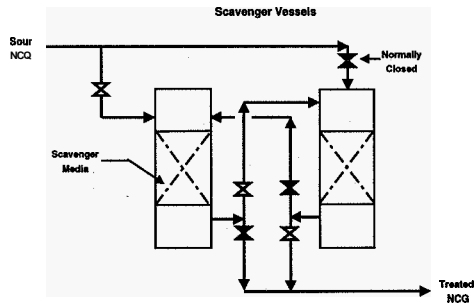 Scavenger Vessels
Sour
NCQ
Normally
Closed
Scavenger
Media
Treated
NCG